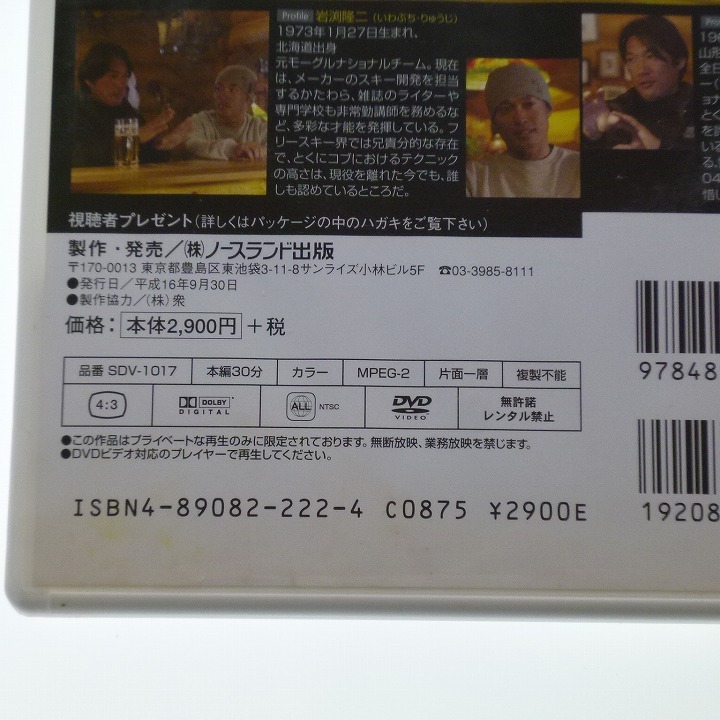 Profile 岩渕隆二(いわぶち・りゅうじ)
1973年1月27日生まれ、
北海道出身
元モーグルナショナルチーム。現在
は、メーカーのスキー開発を担当
するかたわら、雑誌のライターや
専門学校も非常勤講師を務めるな
ど、多彩な才能を発揮している。フ
リースキー界では兄貴分的な存在
で、とくにコブにおけるテクニック
の高さは、現役を離れた今でも、誰
しも認めているところだ。
視聴者プレゼント(詳しくはパッケージの中のハガキをご覧下さい)
製作・発売/(株)ノースランド出版
〒170-0013 東京都豊島区東池袋3-11-8サンライズ小林ビル5F ☎03-3985-8111
●発行日/平成16年9月30日
●製作協力/(株)衆
価格: 本体2,900円 +税
品番 SDV-1017 本編30分 カラー MPEG-2 片面一層 複製不能
4:3 DOLBY DIGITAL ALL NTSC DVD VIDEO 無許諾
レンタル禁止
●この作品はプライベートな再生のみに限定されております。無断放映、業務放映を禁じます。
●DVDビデオ対応のプレイヤーで再生してください。
ISBN4-89082-222-4 C0875 ¥2900E
97848
19208